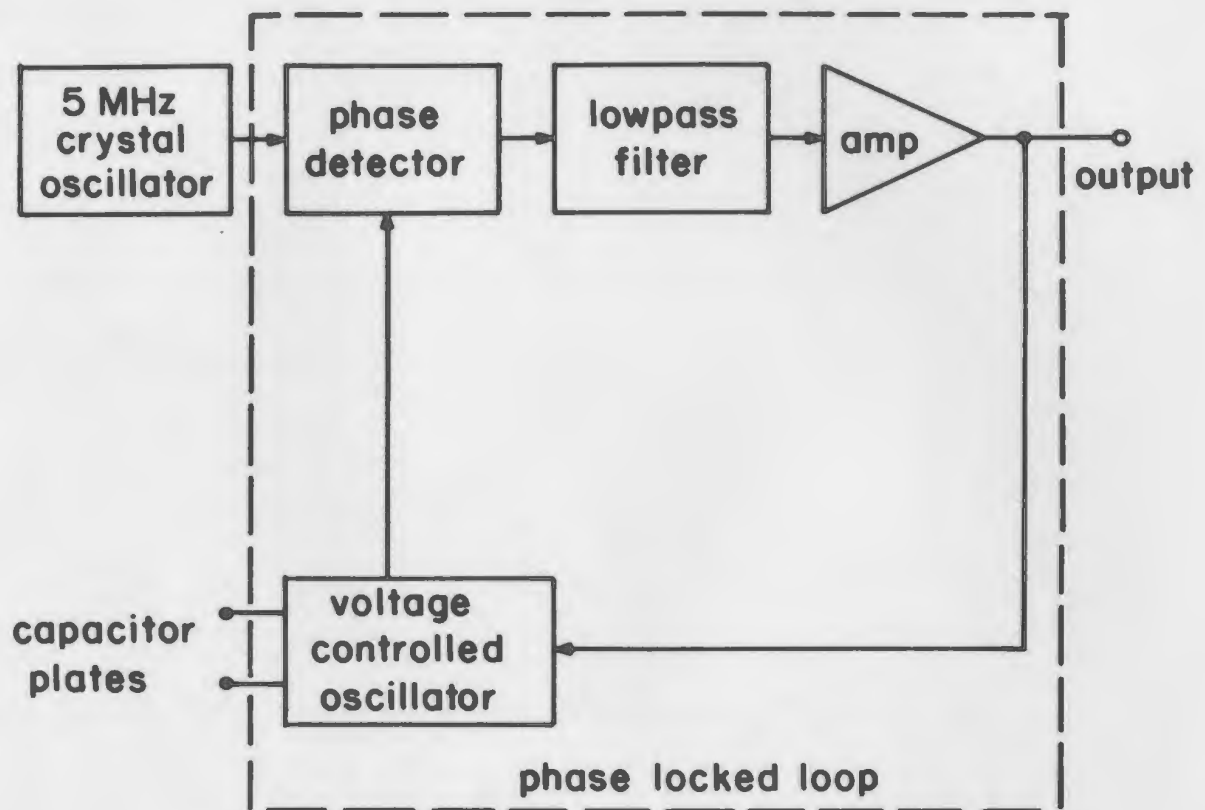 5 MHz
crystal
oscillator
phase
detector
lowpass
filter
amp
output
capacitor
plates
voltage
controlled
oscillator
phase locked loop